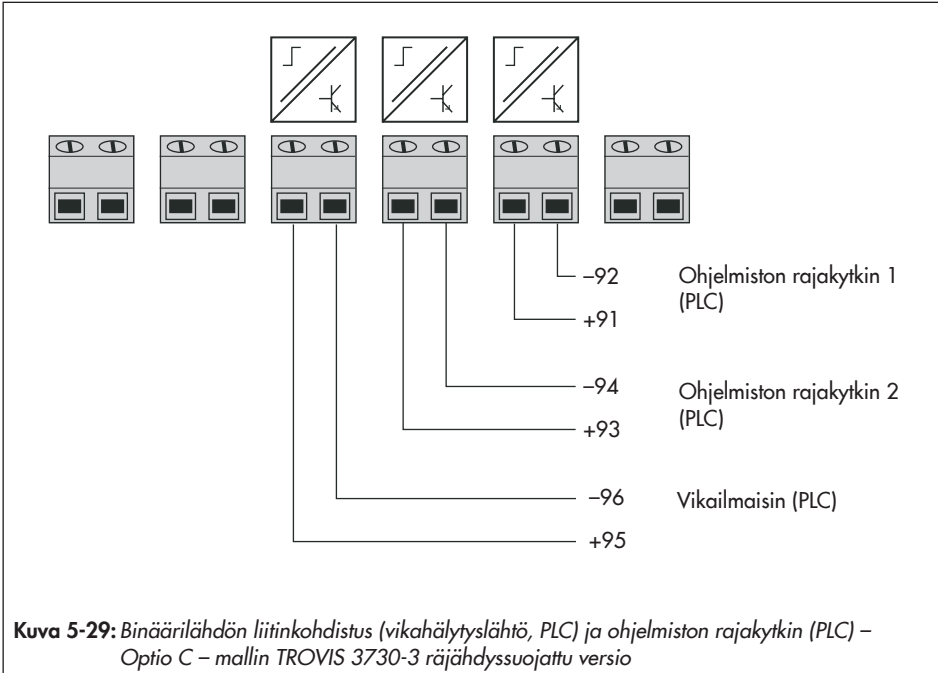 –92 Ohjelmiston rajakytkin 1
(PLC)
+91
–94 Ohjelmiston rajakytkin 2
(PLC)
+93
–96 Vikailmaisin (PLC)
+95
Kuva 5-29: Binäärilähdön liitinkohdistus (vikahälytyslähtö, PLC) ja ohjelmiston rajakytkin (PLC) –
Optio C – mallin TROVIS 3730-3 räjähdyssuojattu versio